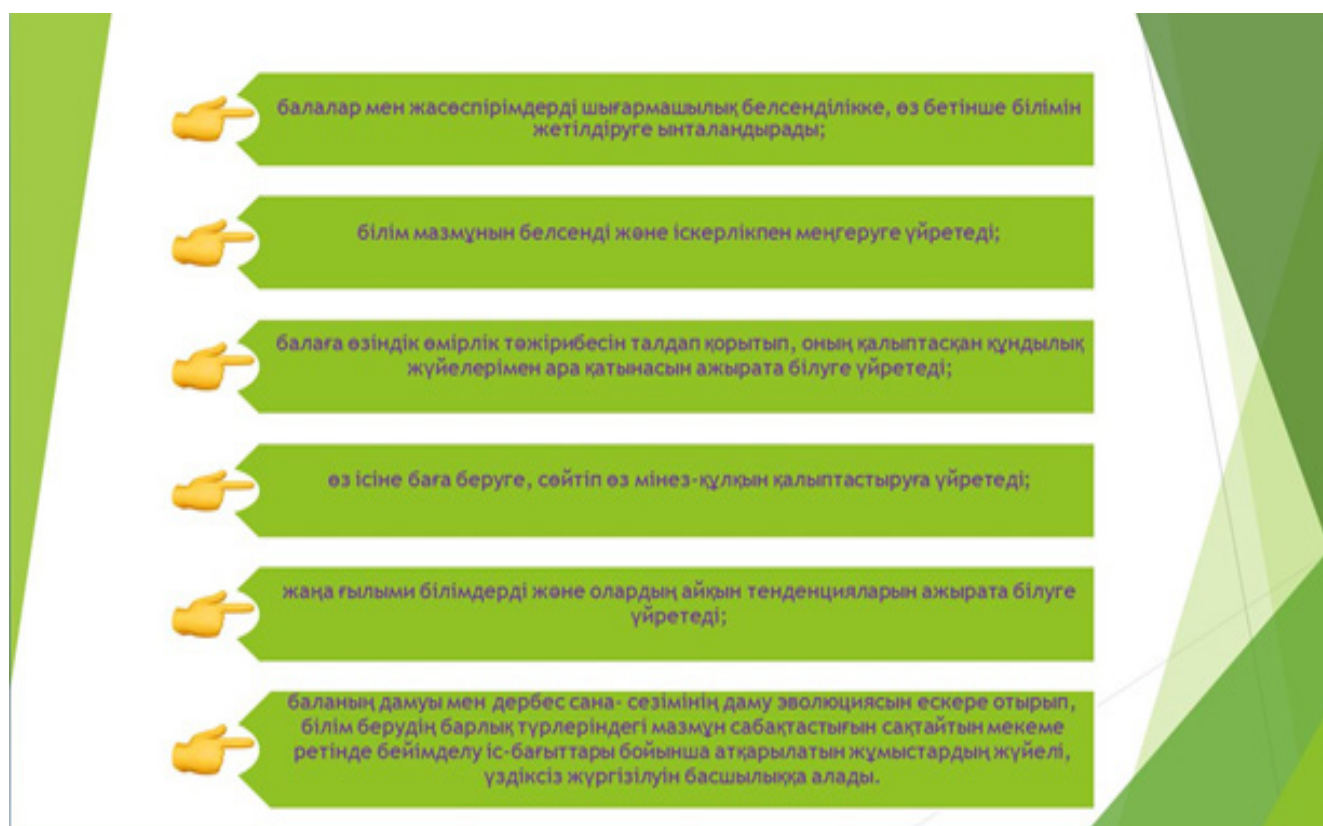 балалар мен жасөспірімдерді шығармашылық белсенділікке, өз бетінше білімін
жетілдіруге ынталандырады;
білім мазмұнын белсенді және іскерлікпен меңгеруге үйретеді;
балаға өзіндік өмірлік тәжірибесін талдап қорытып, оның қалыптасқан құндылық
жүйелерімен ара қатынасын ажырата білуге үйретеді;
өз ісіне баға беруге, сөйтіп өз мінез-құлқын қалыптастыруға үйретеді;
жаңа ғылыми білімдерді және олардың айқын тенденцияларын ажырата білуге
үйретеді;
баланың дамуы мен дербес сана- сезімінің даму эволюциясын ескере отырып,
білім берудің барлық түрлеріндегі мазмұн сабақтастығын сақтайтын мекеме
ретінде бейімделу іс-бағыттары бойынша атқарылатын жұмыстардың жүйелі,
үздіксіз жүргізілуін басшылыққа алады.